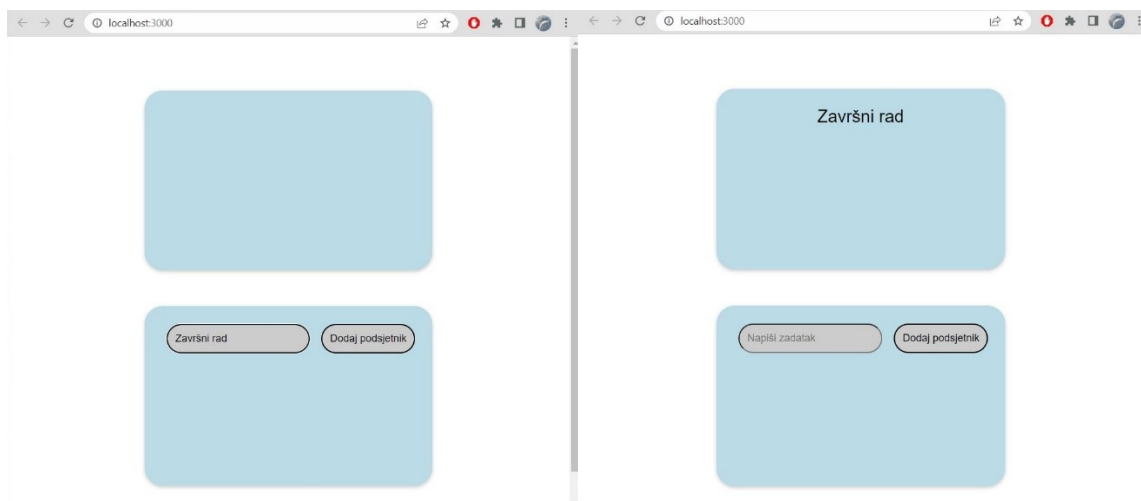 localhost:3000
Završni rad
Dodaj podsjetnik
localhost:3000
Završni rad
Napiši zadatak
Dodaj podsjetnik